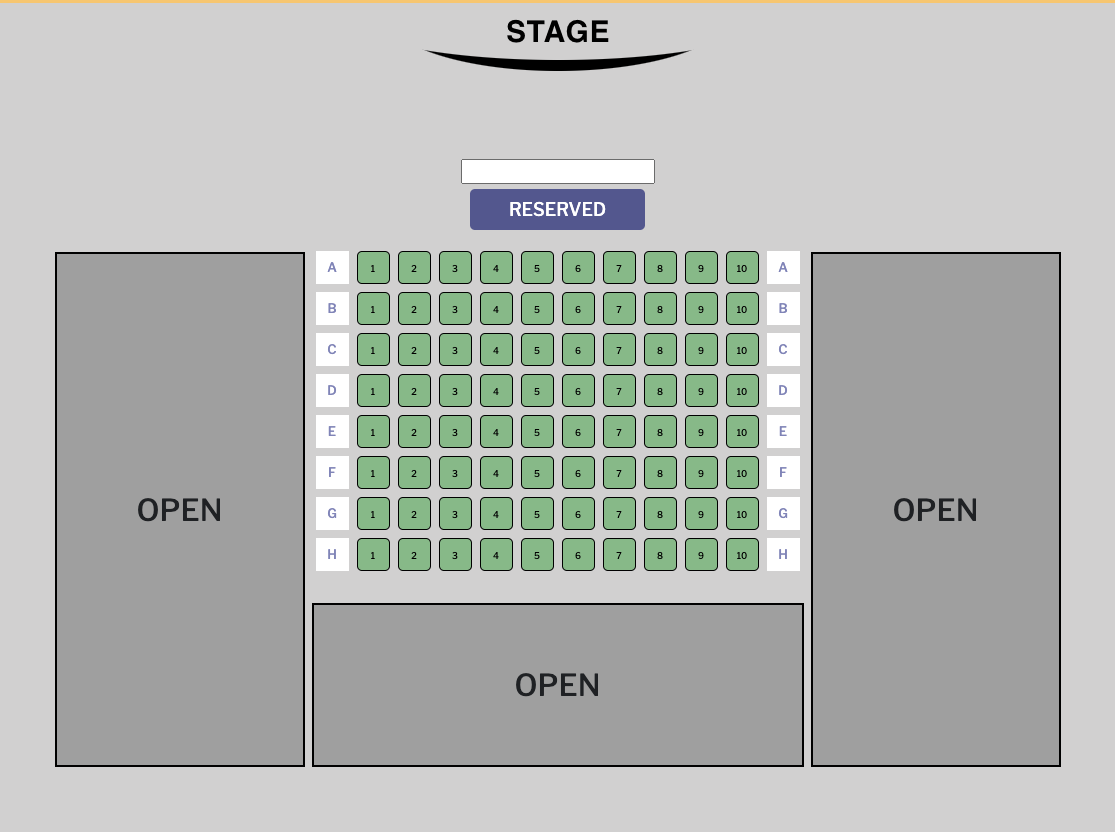 STAGE
RESERVED
A 1 2 3 4 5 6 7 8 9 10 A
B 1 2 3 4 5 6 7 8 9 10 B
C 1 2 3 4 5 6 7 8 9 10 C
D 1 2 3 4 5 6 7 8 9 10 D
E 1 2 3 4 5 6 7 8 9 10 E
F 1 2 3 4 5 6 7 8 9 10 F
G 1 2 3 4 5 6 7 8 9 10 G
H 1 2 3 4 5 6 7 8 9 10 H
OPEN
OPEN
OPEN